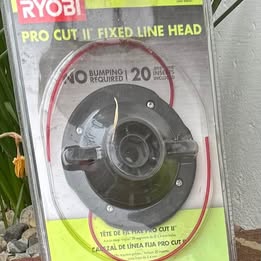 RYOBI
PRO CUT II FIXED LINE HEAD
NO BUMPING REQUIRED
20
INCLUDED
TÊTE DE FIL FIXE PRO CUT II
CABEZAL DE LÍNEA FIJA PRO CUT II